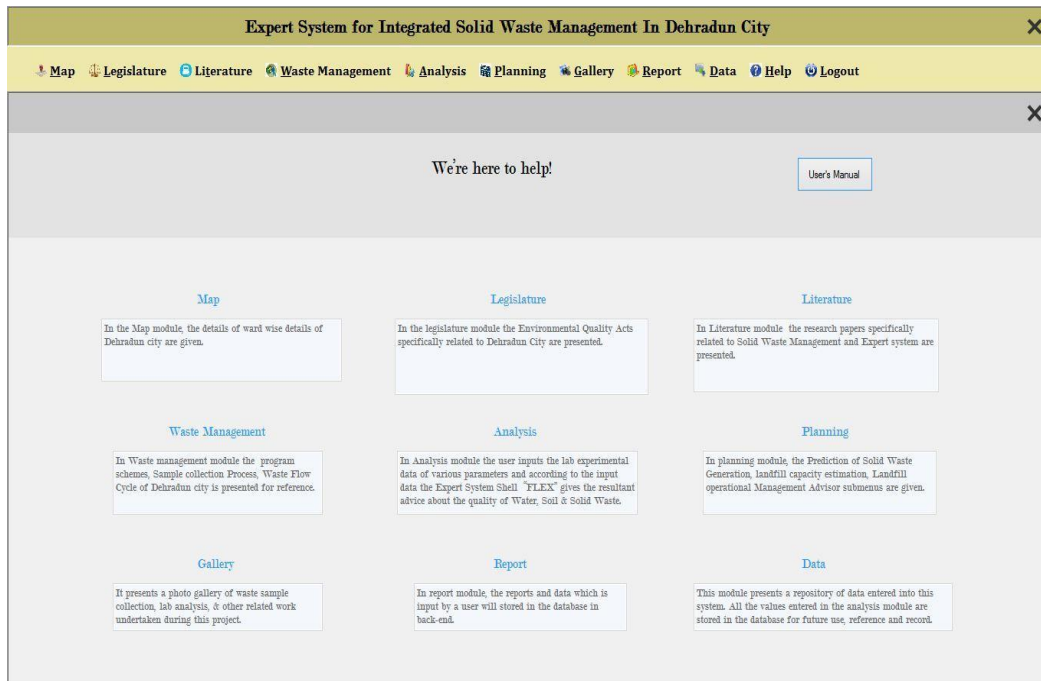 Expert System for Integrated Solid Waste Management In Dehradun City
Map Legislature Literature Waste Management Analysis Planning Gallery Report Data Help Logout
We're here to help!
User's Manual
Map
In the Map module, the details of ward wise details of
Dehradun city are given.
Legislature
In the legislature module the Environmental Quality Acts
specifically related to Dehradun City are presented.
Literature
In Literature module the research papers specifically
related to Solid Waste Management and Expert system are
presented.
Waste Management
In Waste management module the program
schemes, Sample collection Process, Waste Flow
Cycle of Dehradun city is presented for reference.
Analysis
In Analysis module the user inputs the lab experimental
data of various parameters and according to the input
data the Expert System Shell "FLEX" gives the resultant
advice about the quality of Water, Soil & Solid Waste.
Planning
In planning module, the Prediction of Solid Waste
Generation, landfill capacity estimation, Landfill
operational Management Advisor submenus are given.
Gallery
It presents a photo gallery of waste sample
collection, lab analysis, & other related work
undertaken during this project.
Report
In report module, the reports and data which is
input by a user will stored in the database in
back-end.
Data
This module presents a repository of data entered into this
system. All the values entered in the analysis module are
stored in the database for future use, reference and record.